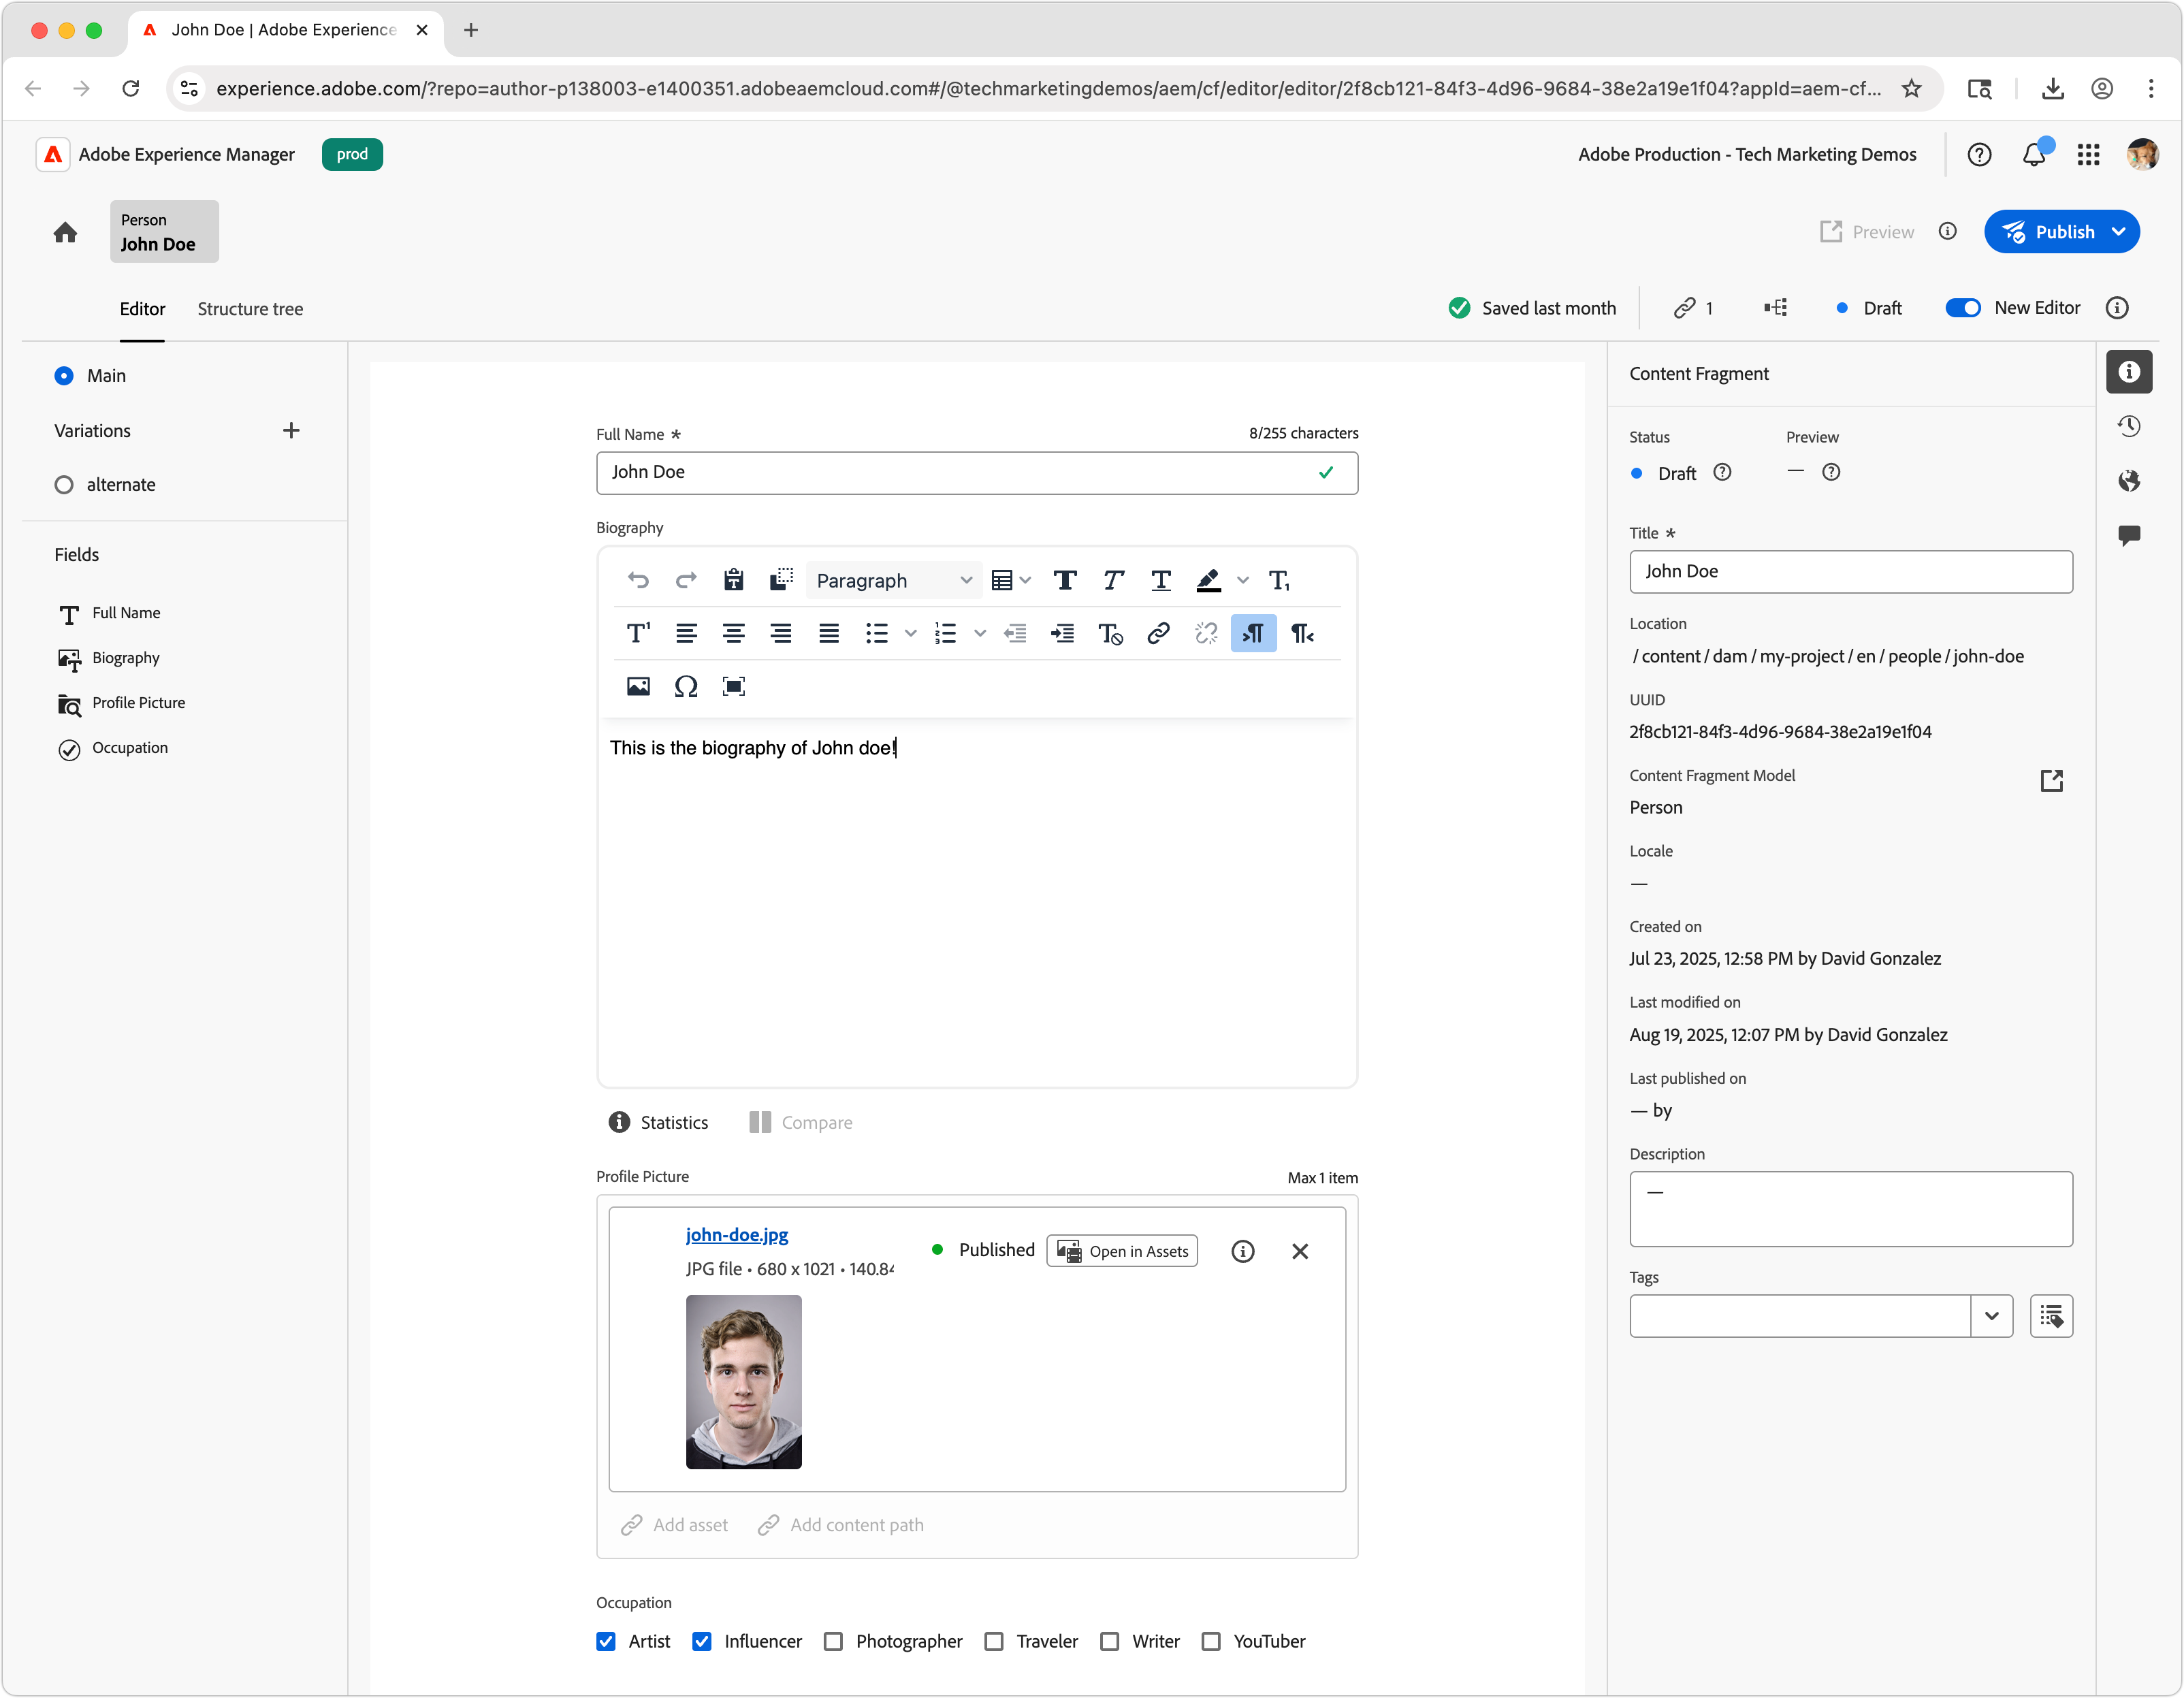 John Doe | Adobe Experience
experience.adobe.com/?repo=author-p138003-e1400351.adobeaemcloud.com#/@techmarketingdemos/aem/cf/editor/editor/2f8cb121-84f3-4d96-9684-38e2a19e1f04?appId=aem-cf...
Adobe Experience Manager
prod
Adobe Production - Tech Marketing Demos
Person
John Doe
Preview
Publish
Editor
Structure tree
Saved last month
1
Draft
New Editor
Main
Variations
alternate
Fields
Full Name
Biography
Profile Picture
Occupation
Full Name *
8/255 characters
John Doe
Biography
Paragraph
This is the biography of John doe!
Statistics
Compare
Profile Picture
Max 1 item
john-doe.jpg
JPG file • 680 x 1021 • 140.84
Published
Open in Assets
Add asset
Add content path
Occupation
Artist
Influencer
Photographer
Traveler
Writer
YouTuber
Content Fragment
Status
Preview
Draft
—
Title *
John Doe
Location
/ content / dam / my-project / en / people / john-doe
UUID
2f8cb121-84f3-4d96-9684-38e2a19e1f04
Content Fragment Model
Person
Locale
—
Created on
Jul 23, 2025, 12:58 PM by David Gonzalez
Last modified on
Aug 19, 2025, 12:07 PM by David Gonzalez
Last published on
— by
Description
—
Tags